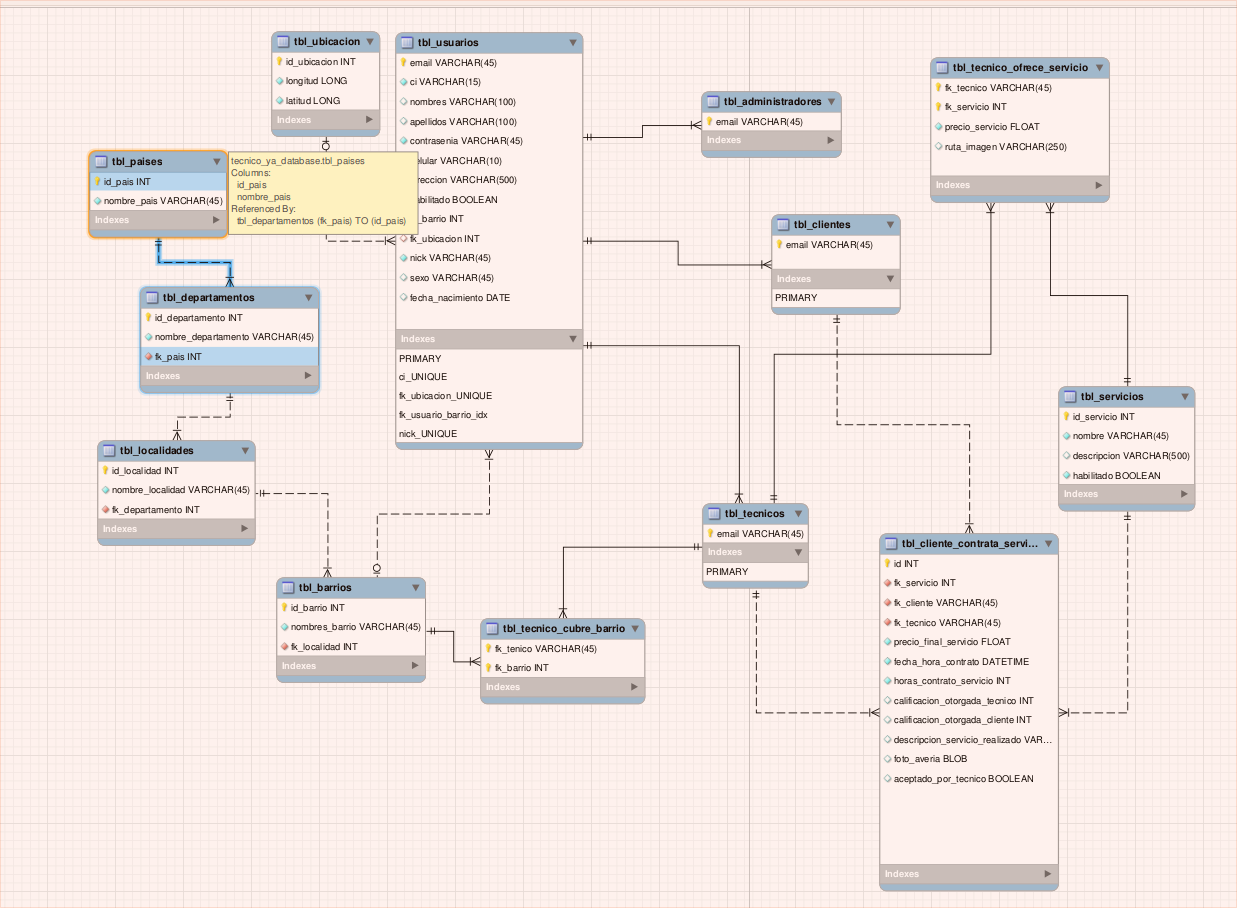 tbl_ubicacion
id_ubicacion INT
longitud LONG
latitud LONG
Indexes
tbl_usuarios
email VARCHAR(45)
ci VARCHAR(15)
nombres VARCHAR(100)
apellidos VARCHAR(100)
contrasenia VARCHAR(45)
elular VARCHAR(10)
reccion VARCHAR(500)
abilitado BOOLEAN
_barrio INT
fk_ubicacion INT
nick VARCHAR(45)
sexo VARCHAR(45)
fecha_nacimiento DATE
Indexes
PRIMARY
ci_UNIQUE
fk_ubicacion_UNIQUE
fk_usuario_barrio_idx
nick_UNIQUE
tbl_paises
id_pais INT
nombre_pais VARCHAR(45)
Indexes
tecnico_ya_database.tbl_paises
Columns:
id_pais
nombre_pais
Referenced By:
tbl_departamentos (fk_pais) TO (id_pais)
tbl_departamentos
id_departamento INT
nombre_departamento VARCHAR(45)
fk_pais INT
Indexes
tbl_localidades
id_localidad INT
nombre_localidad VARCHAR(45)
fk_departamento INT
Indexes
tbl_barrios
id_barrio INT
nombres_barrio VARCHAR(45)
fk_localidad INT
Indexes
tbl_tecnico_cubre_barrio
fk_tenico VARCHAR(45)
fk_barrio INT
Indexes
tbl_administradores
email VARCHAR(45)
Indexes
tbl_clientes
email VARCHAR(45)
Indexes
PRIMARY
tbl_tecnicos
email VARCHAR(45)
Indexes
PRIMARY
tbl_tecnico_ofrece_servicio
fk_tecnico VARCHAR(45)
fk_servicio INT
precio_servicio FLOAT
ruta_imagen VARCHAR(250)
Indexes
tbl_servicios
id_servicio INT
nombre VARCHAR(45)
descripcion VARCHAR(500)
habilitado BOOLEAN
Indexes
tbl_cliente_contrata_servi...
id INT
fk_servicio INT
fk_cliente VARCHAR(45)
fk_tecnico VARCHAR(45)
precio_final_servicio FLOAT
fecha_hora_contrato DATETIME
horas_contrato_servicio INT
calificacion_otorgada_tecnico INT
calificacion_otorgada_cliente INT
descripcion_servicio_realizado VAR...
foto_averia BLOB
aceptado_por_tecnico BOOLEAN
Indexes